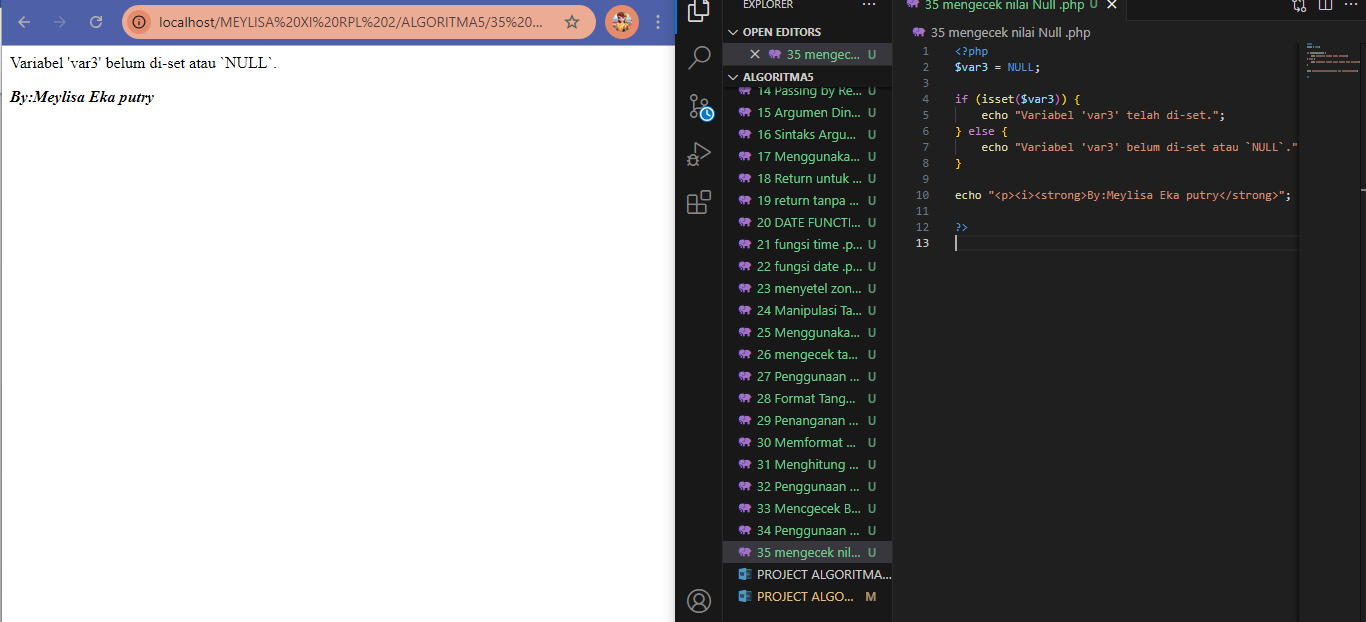 localhost/MEYLISA%20XI%20RPL%202/ALGORITMA5/35%20...
Variabel 'var3' belum di-set atau `NULL`.
By:Meylisa Eka putry
EXPLORER
OPEN EDITORS
35 mengec... U
ALGORITMA5
14 Passing by Re... U
15 Argumen Din... U
16 Sintaks Argu... U
17 Menggunaka... U
18 Return untuk ... U
19 return tanpa ... U
20 DATE FUNCTI... U
21 fungsi time .p... U
22 fungsi date .p... U
23 menyetel zon... U
24 Manipulasi Ta... U
25 Menggunaka... U
26 mengecek ta... U
27 Penggunaan ... U
28 Format Tang... U
29 Penanganan ... U
30 Memformat ... U
31 Menghitung ... U
32 Penggunaan ... U
33 Mencgecek B... U
34 Penggunaan ... U
35 mengecek nil... U
PROJECT ALGORITMA...
PROJECT ALGO... M
35 mengecek nilai Null .php U
35 mengecek nilai Null .php
1 <?php
2 $var3 = NULL;
3
4 if (isset($var3)) {
5 echo "Variabel 'var3' telah di-set.";
6 } else {
7 echo "Variabel 'var3' belum di-set atau `NULL`."
8 }
9
10 echo "<p><i><strong>By:Meylisa Eka putry</strong>";
11
12 ?>
13